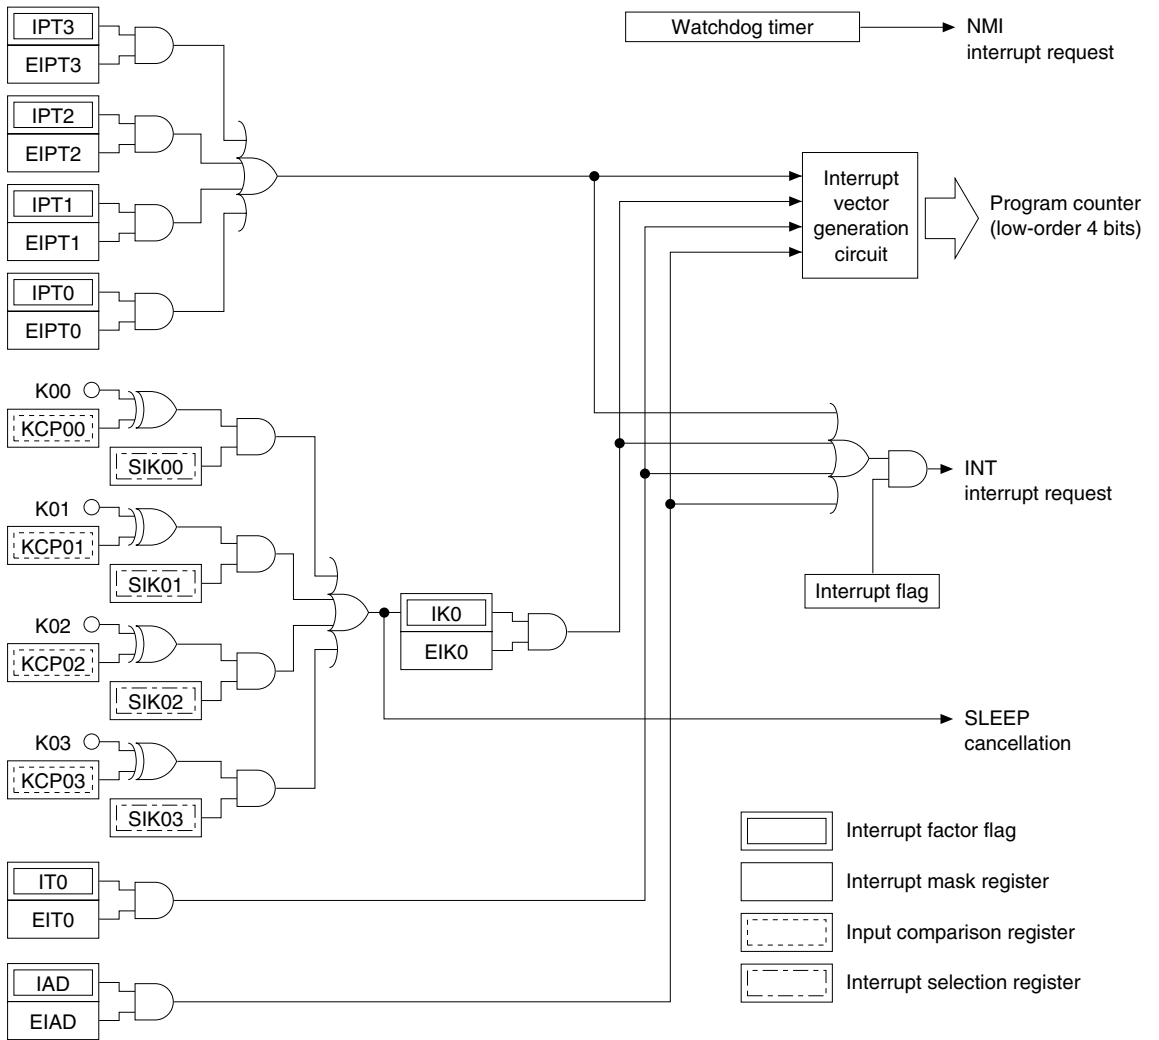 IPT3
EIPT3
Watchdog timer
NMI
interrupt request
IPT2
EIPT2
IPT1
EIPT1
Interrupt
vector
generation
circuit
Program counter
(low-order 4 bits)
IPT0
EIPT0
K00
KCP00
SIK00
INT
interrupt request
K01
KCP01
SIK01
Interrupt flag
IK0
EIK0
K02
KCP02
SIK02
SLEEP
cancellation
K03
KCP03
SIK03
Interrupt factor flag
IT0
EIT0
Interrupt mask register
Input comparison register
IAD
EIAD
Interrupt selection register